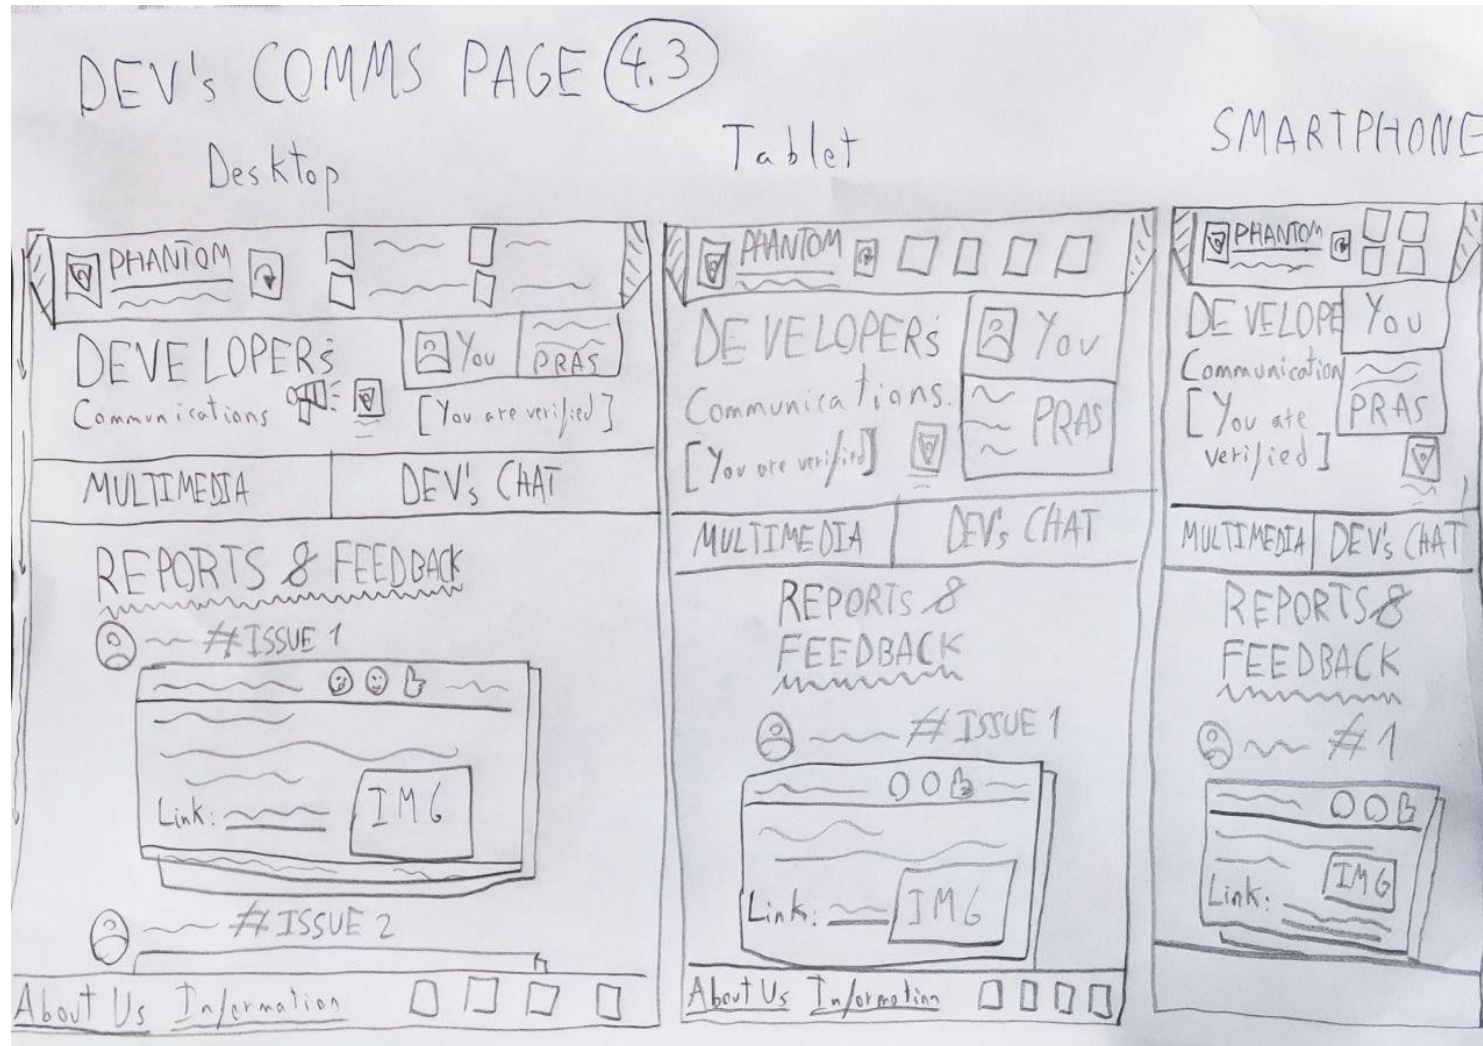 DEV's COMMS PAGE 4.3
Desktop
PHANTOM
DEVELOPERs
Communications
You
PRAS
[You are verified]
MULTIMEDIA
DEV's CHAT
REPORTS & FEEDBACK
#ISSUE 1
Link:
IMG
#ISSUE 2
About Us Information
Tablet
PHANTOM
DEVELOPERs
Communications.
[You are verified]
You
PRAS
MULTIMEDIA
DEV's CHAT
REPORTS &
FEEDBACK
#ISSUE 1
Link:
IMG
About Us Information
SMARTPHONE
PHANTOM
DEVELOPE
Communication
[You are
verified]
You
PRAS
MULTIMEDIA
DEV's CHAT
REPORTS &
FEEDBACK
#1
Link:
IMG